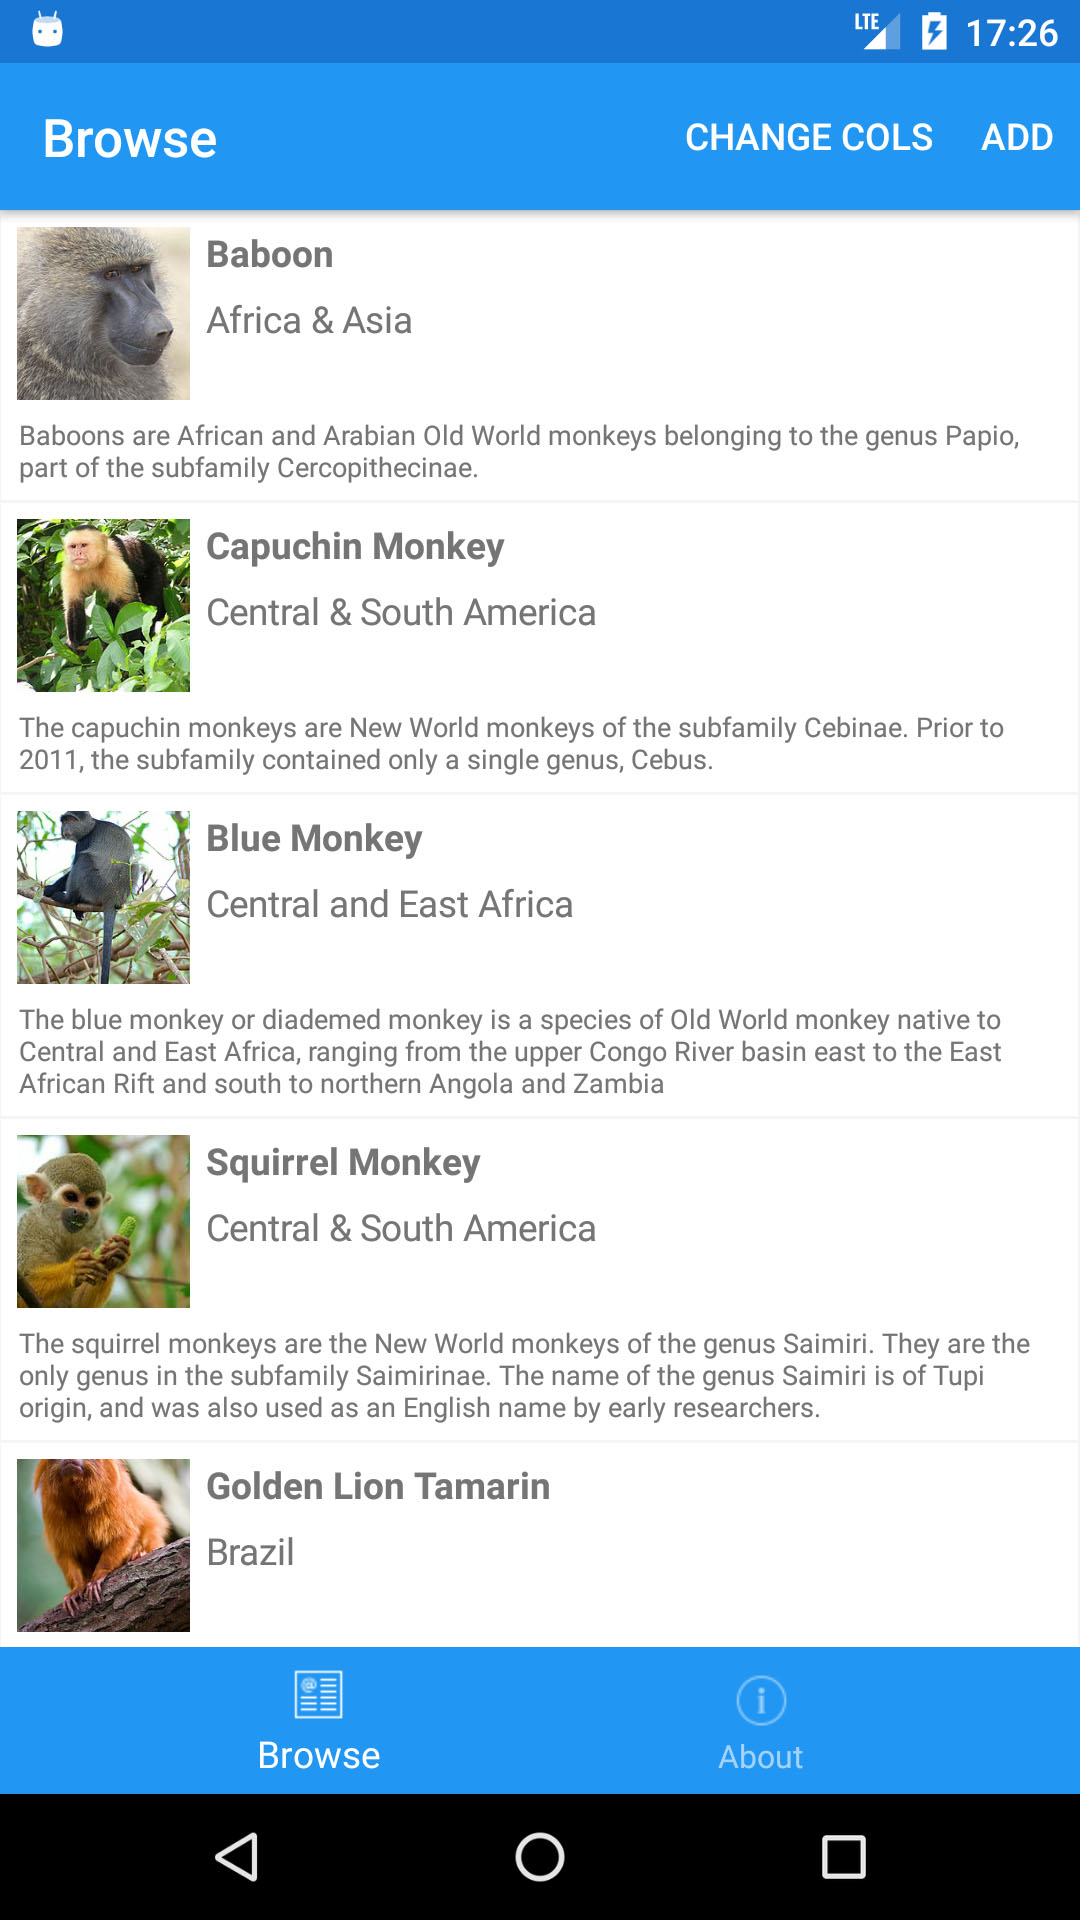 LTE 17:26
Browse CHANGE COLS ADD
Baboon
Africa & Asia
Baboons are African and Arabian Old World monkeys belonging to the genus Papio,
part of the subfamily Cercopithecinae.
Capuchin Monkey
Central & South America
The capuchin monkeys are New World monkeys of the subfamily Cebinae. Prior to
2011, the subfamily contained only a single genus, Cebus.
Blue Monkey
Central and East Africa
The blue monkey or diademed monkey is a species of Old World monkey native to
Central and East Africa, ranging from the upper Congo River basin east to the East
African Rift and south to northern Angola and Zambia
Squirrel Monkey
Central & South America
The squirrel monkeys are the New World monkeys of the genus Saimiri. They are the
only genus in the subfamily Saimirinae. The name of the genus Saimiri is of Tupi
origin, and was also used as an English name by early researchers.
Golden Lion Tamarin
Brazil
Browse About